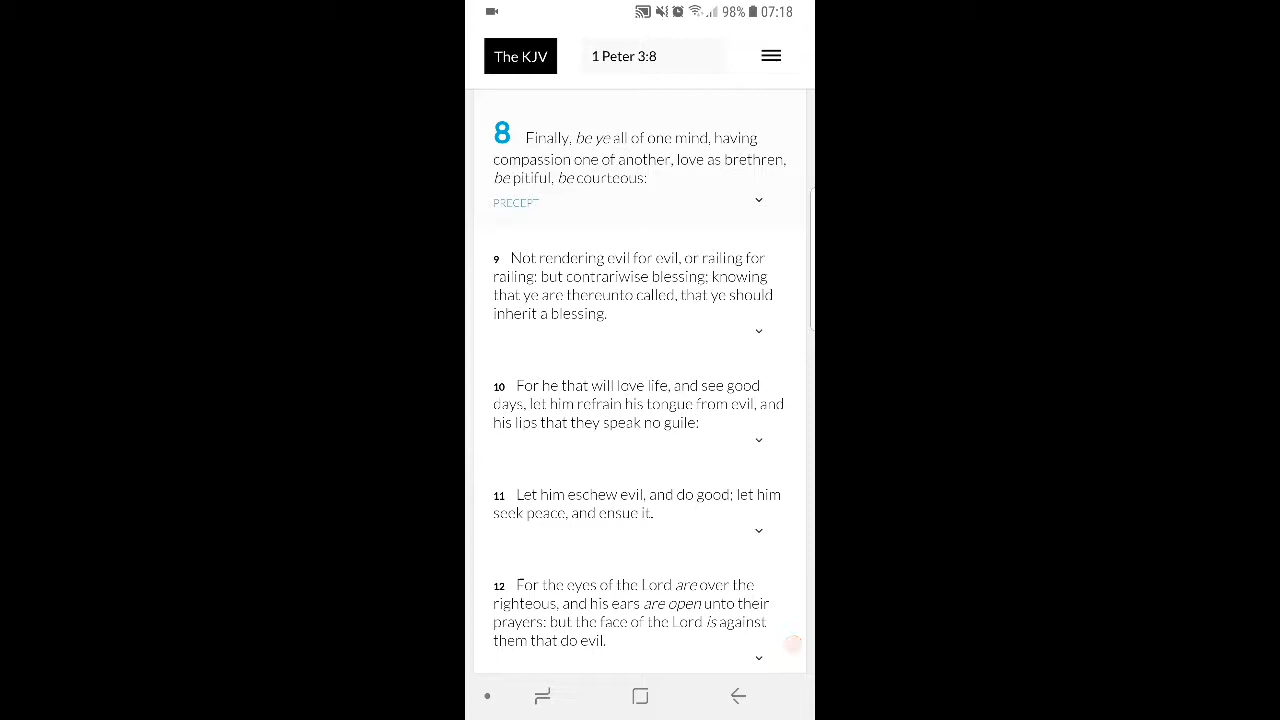 98% 07:18
The KJV 1 Peter 3:8
8 Finally, be ye all of one mind, having
compassion one of another, love as brethren,
be pitiful, be courteous:
PRECEPT
9 Not rendering evil for evil, or railing for
railing: but contrariwise blessing; knowing
that ye are thereunto called, that ye should
inherit a blessing.
10 For he that will love life, and see good
days, let him refrain his tongue from evil, and
his lips that they speak no guile:
11 Let him eschew evil, and do good; let him
seek peace, and ensue it.
12 For the eyes of the Lord are over the
righteous, and his ears are open unto their
prayers: but the face of the Lord is against
them that do evil.